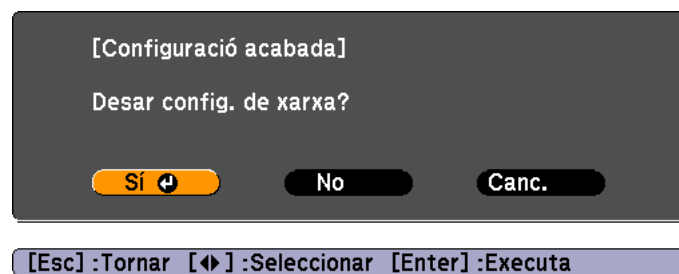 [Configuració acabada]
Desar config. de xarxa?
Sí No Canc.
[Esc] :Tornar [◆] :Seleccionar [Enter] :Executa